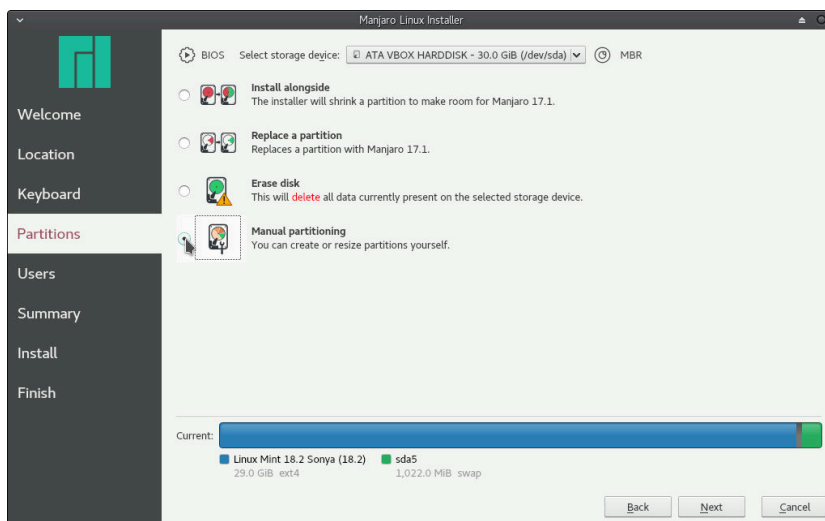 Manjaro Linux Installer
BIOS Select storage device: ATA VBOX HARDDISK - 30.0 GiB (/dev/sda) MBR
Install alongside
The installer will shrink a partition to make room for Manjaro 17.1.
Welcome
Replace a partition
Replaces a partition with Manjaro 17.1.
Location
Keyboard
Erase disk
This will delete all data currently present on the selected storage device.
Partitions
Manual partitioning
You can create or resize partitions yourself.
Users
Summary
Install
Finish
Current:
Linux Mint 18.2 Sonya (18.2) sda5
29.0 GiB ext4 1,022.0 MiB swap
Back Next Cancel